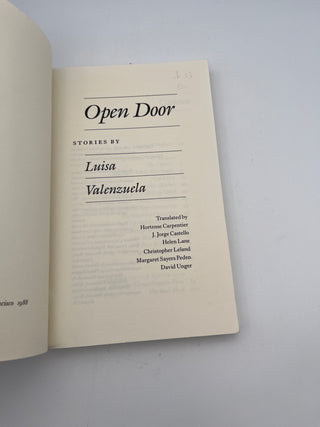 1988
Open Door
STORIES BY
Luisa
Valenzuela
Translated by
Hortense Carpentier
J. Jorge Castello
Helen Lane
Christopher Leland
Margaret Sayers Peden
David Unger